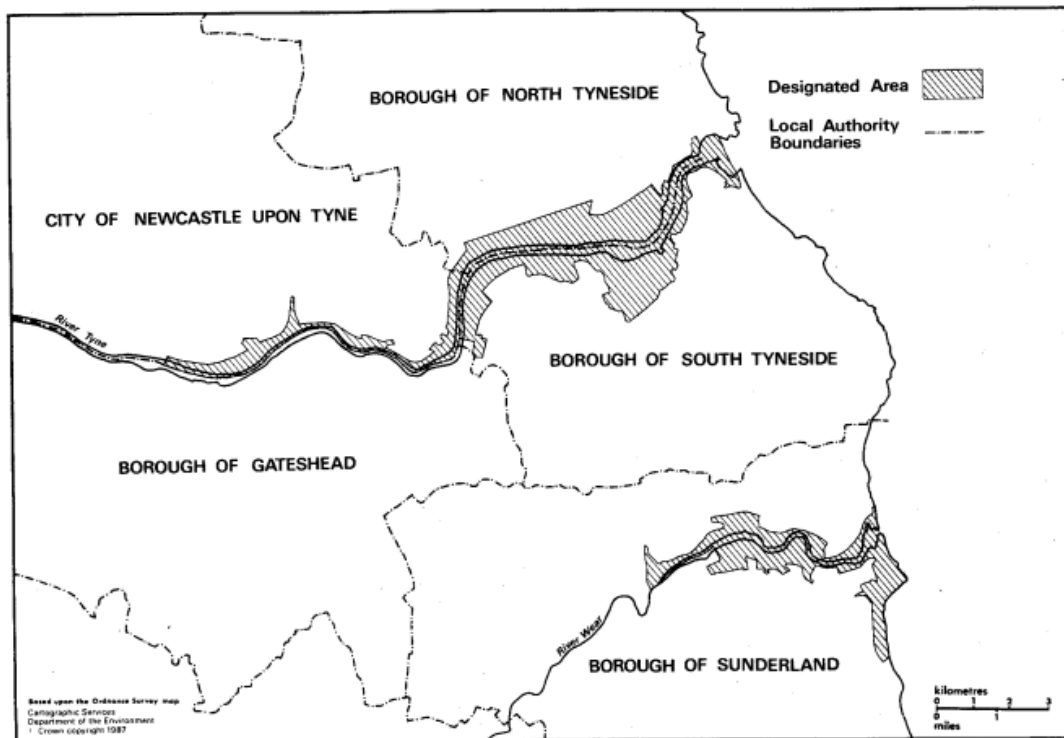 BOROUGH OF NORTH TYNESIDE
Designated Area
Local Authority
Boundaries
CITY OF NEWCASTLE UPON TYNE
River Tyne
BOROUGH OF SOUTH TYNESIDE
BOROUGH OF GATESHEAD
River Wear
BOROUGH OF SUNDERLAND
Based upon the Ordnance Survey map
Cartographic Services
Department of the Environment
Crown copyright 1987
kilometres
0 1 2 3
0 1
miles